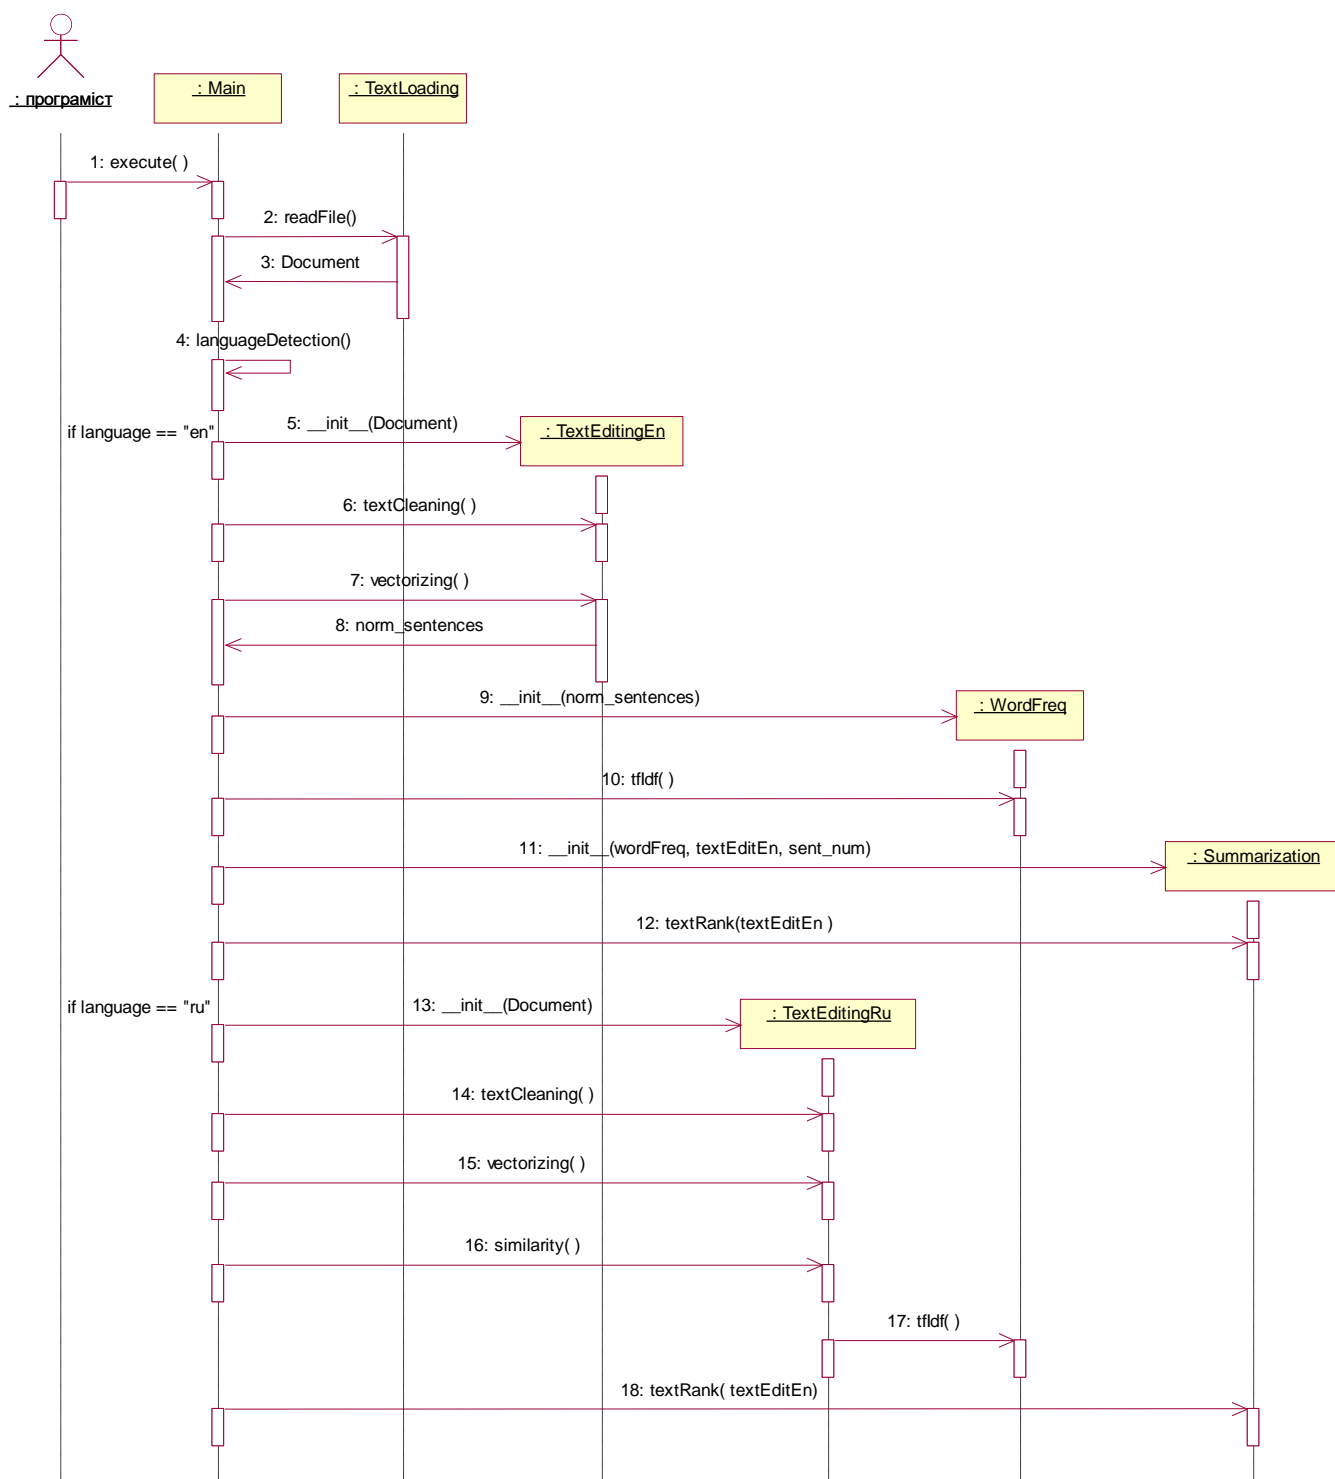 : програміст
: Main
: TextLoading
1: execute( )
2: readFile()
3: Document
4: languageDetection()
if language == "en"
5: __init__(Document)
: TextEditingEn
6: textCleaning( )
7: vectorizing( )
8: norm_sentences
9: __init__(norm_sentences)
: WordFreq
10: tfIdf( )
11: __init__(wordFreq, textEditEn, sent_num)
: Summarization
12: textRank(textEditEn )
if language == "ru"
13: __init__(Document)
: TextEditingRu
14: textCleaning( )
15: vectorizing( )
16: similarity( )
17: tfIdf( )
18: textRank( textEditEn)